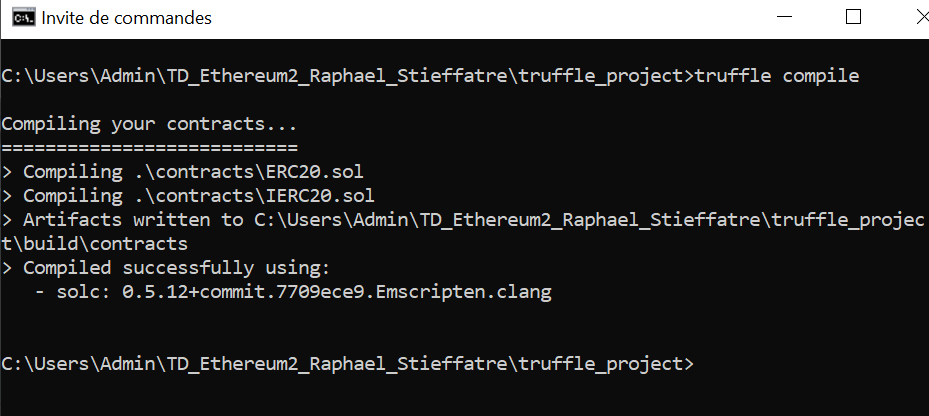 Invite de commandes
C:\Users\Admin\TD_Ethereum2_Raphael_Stieffatre\truffle_project>truffle compile
Compiling your contracts...
===========================
> Compiling .\contracts\ERC20.sol
> Compiling .\contracts\IERC20.sol
> Artifacts written to C:\Users\Admin\TD_Ethereum2_Raphael_Stieffatre\truffle_projec
t\build\contracts
> Compiled successfully using:
   - solc: 0.5.12+commit.7709ece9.Emscripten.clang
C:\Users\Admin\TD_Ethereum2_Raphael_Stieffatre\truffle_project>